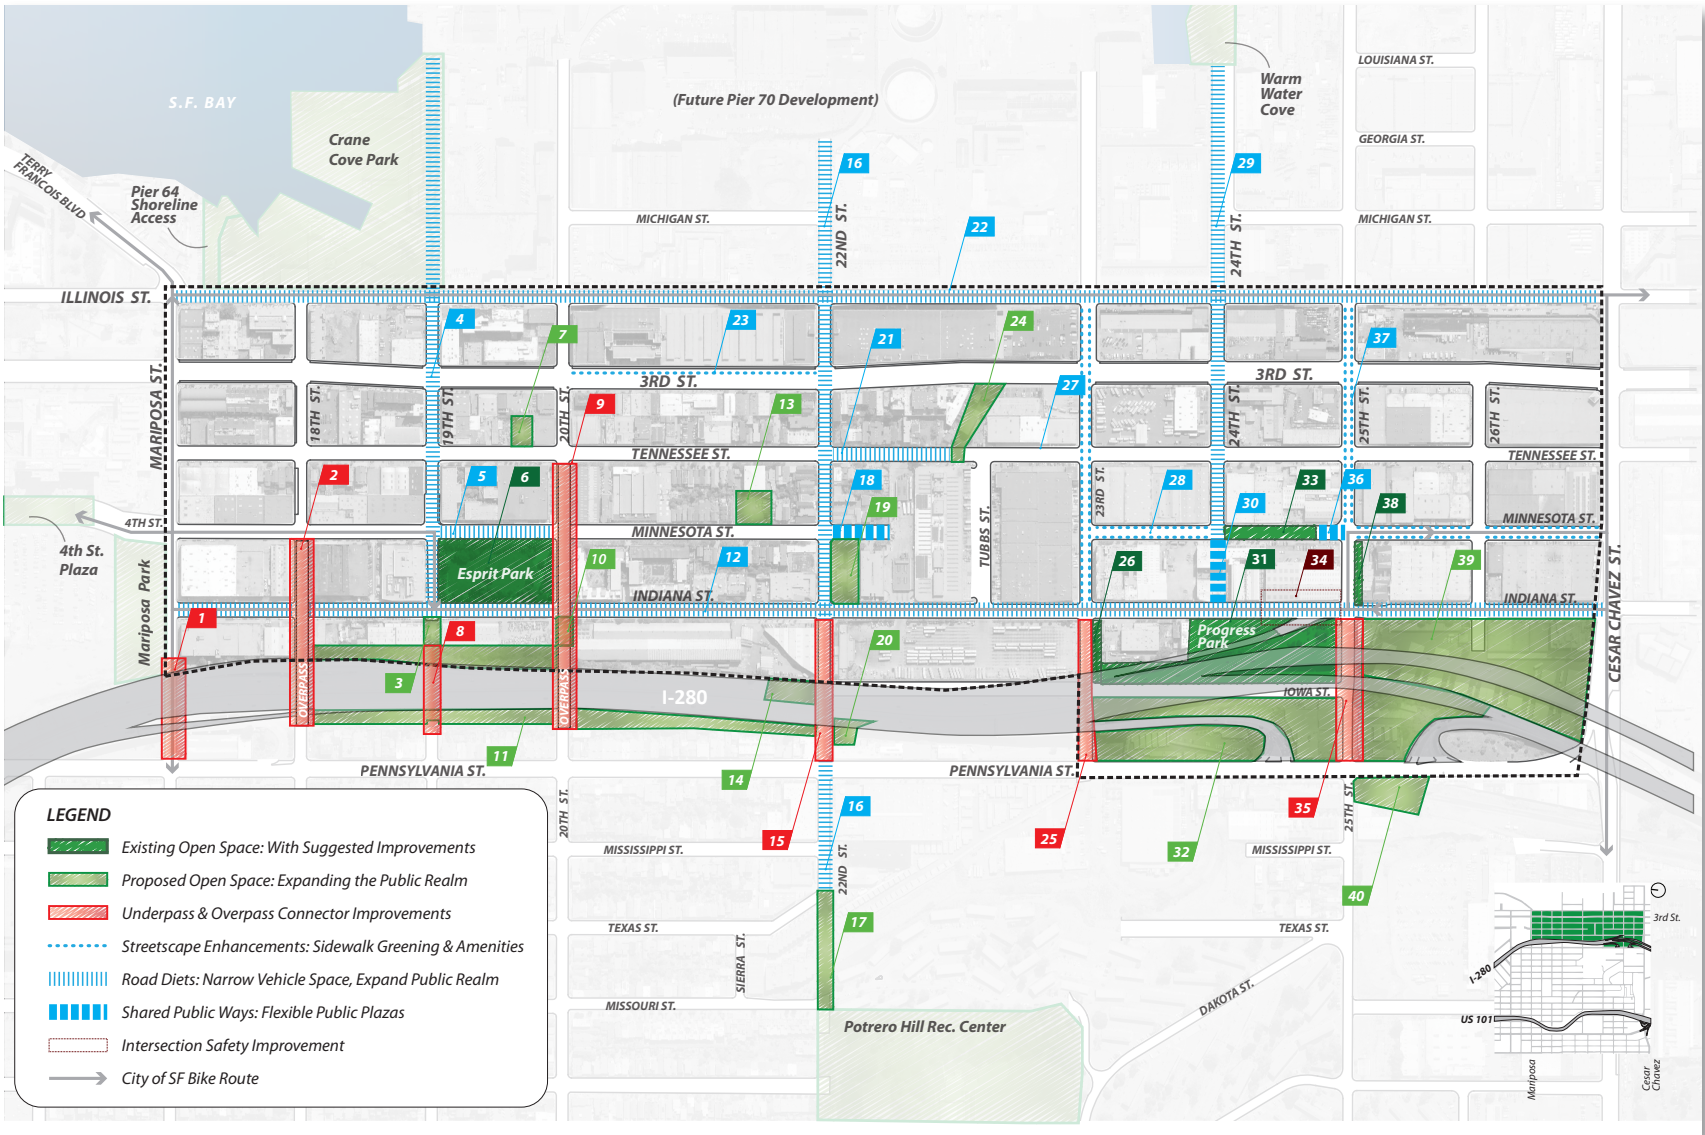 LOUISIANA ST.
S.F. BAY
(Future Pier 70 Development)
Warm
Water
Cove
Crane
Cove Park
GEORGIA ST.
TERRY
FRANCOIS BLVD
Pier 64
Shoreline
Access
16
29
MICHIGAN ST.
22ND ST.
24TH ST.
MICHIGAN ST.
22
ILLINOIS ST.
4
7
23
21
24
37
MARIPOSA ST.
18TH ST.
19TH ST.
20TH ST.
3RD ST.
3RD ST.
27
9
13
24TH ST.
25TH ST.
26TH ST.
TENNESSEE ST.
TENNESSEE ST.
2
5
6
18
19
23RD ST.
28
33
36
30
38
4TH ST.
MINNESOTA ST.
MINNESOTA ST.
4th St.
Plaza
TUBBS ST.
Mariposa Park
Esprit Park
10
12
26
31
34
39
CESAR CHAVEZ ST.
INDIANA ST.
INDIANA ST.
1
8
20
Progress
Park
3
OVERPASS
OVERPASS
I-280
IOWA ST.
11
14
PENNSYLVANIA ST.
PENNSYLVANIA ST.
16
15
25
35
32
40
20TH ST.
25TH ST.
22ND ST.
MISSISSIPPI ST.
MISSISSIPPI ST.
17
TEXAS ST.
TEXAS ST.
SIERRA ST.
MISSOURI ST.
DAKOTA ST.
Potrero Hill Rec. Center
LEGEND
Existing Open Space: With Suggested Improvements
Proposed Open Space: Expanding the Public Realm
Underpass & Overpass Connector Improvements
Streetscape Enhancements: Sidewalk Greening & Amenities
Road Diets: Narrow Vehicle Space, Expand Public Realm
Shared Public Ways: Flexible Public Plazas
Intersection Safety Improvement
City of SF Bike Route
3rd St.
I-280
US 101
Mariposa
Cesar
Chavez